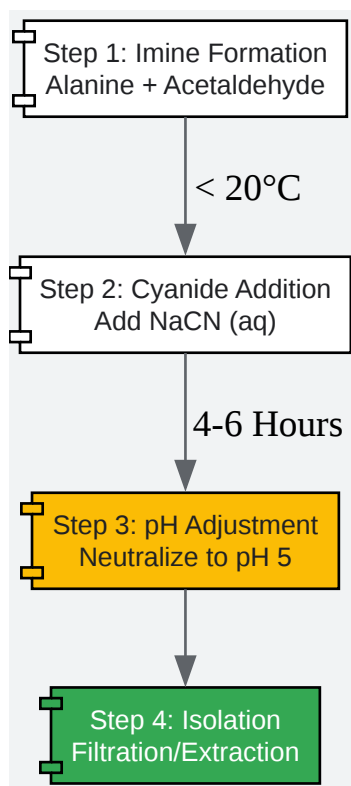 Step 1: Imine Formation
Alanine + Acetaldehyde
< 20°C
Step 2: Cyanide Addition
Add NaCN (aq)
4-6 Hours
Step 3: pH Adjustment
Neutralize to pH 5
Step 4: Isolation
Filtration/Extraction